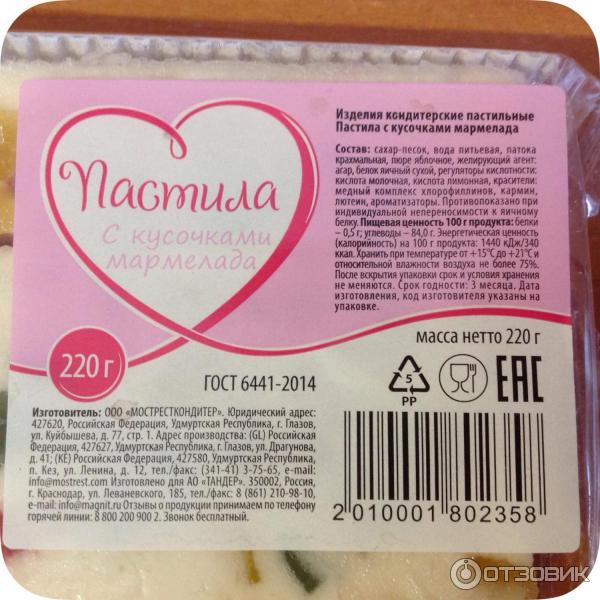 Пастила
С кусочками
мармелада
220 г
Изделия кондитерские пастильные
Пастила с кусочками мармелада
Состав: сахар-песок, вода питьевая, патока
крахмальная, пюре яблочное, желирующий агент:
агар, белок яичный сухой, регуляторы кислотности:
кислота молочная, кислота лимонная, красители:
медный комплекс хлорофиллинов, кармин,
лютеин, ароматизаторы. Противопоказано при
индивидуальной непереносимости к яичному
белку. Пищевая ценность 100 г продукта: белки
– 0,5 г; углеводы – 84,0 г. Энергетическая ценность
(калорийность) на 100 г продукта: 1440 кДж/340
ккал. Хранить при температуре от +15°С до +21°С и
относительной влажности воздуха не более 75%.
После вскрытия упаковки срок и условия хранения
не меняются. Срок годности: 3 месяца. Дата
изготовления, код изготовителя указаны на
упаковке.
масса нетто 220 г
ГОСТ 6441-2014
5
PP
EAC
Изготовитель: ООО «МОСТРЕСТКОНДИТЕР». Юридический адрес:
427620, Российская Федерация, Удмуртская Республика, г. Глазов,
ул. Куйбышева, д. 77, стр. 1. Адрес производства: (GL) Российская
Федерация, 427627, Удмуртская Республика, г. Глазов, ул. Драгунова,
д. 41; (KE) Российская Федерация, 427580, Удмуртская Республика,
п. Кез, ул. Ленина, д. 12, тел./факс: (341-41) 3-75-65, e-mail:
info@mostrest.com Изготовлено для АО «ТАНДЕР». 350002, Россия,
г. Краснодар, ул. Леваневского, 185, тел./факс: 8 (861) 210-98-10,
e-mail: info@magnit.ru Отзывы о продукции принимаем по телефону
горячей линии: 8 800 200 900 2. Звонок бесплатный.
2 010001 802358
ОТЗОВИК